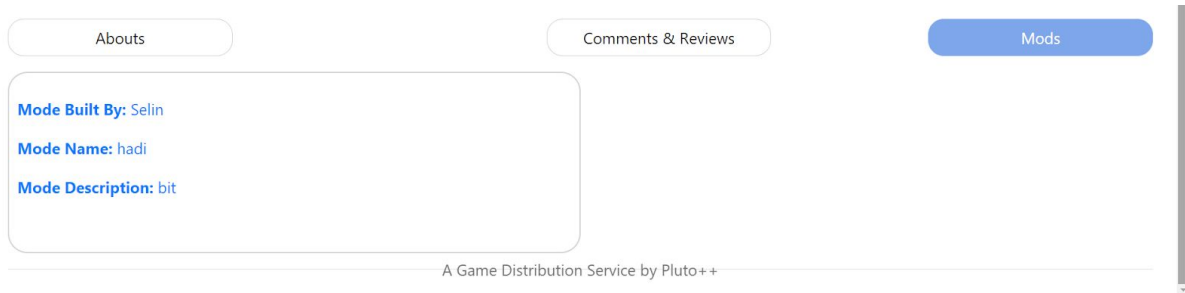 Abouts
Comments & Reviews
Mods
Mode Built By: Selin
Mode Name: hadi
Mode Description: bit
A Game Distribution Service by Pluto++